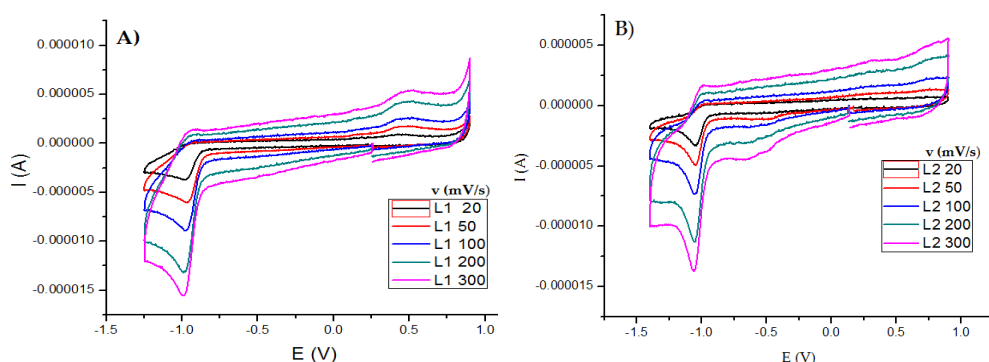 A)
I (A)
0.000010
0.000005
0.000000
-0.000005
-0.000010
-0.000015
-1.5
-1.0
-0.5
0.0
0.5
1.0
E (V)
v (mV/s)
L1 20
L1 50
L1 100
L1 200
L1 300
B)
I (A)
0.000005
0.000000
-0.000005
-0.000010
-0.000015
-1.5
-1.0
-0.5
0.0
0.5
1.0
E (V)
v (mV/s)
L2 20
L2 50
L2 100
L2 200
L2 300